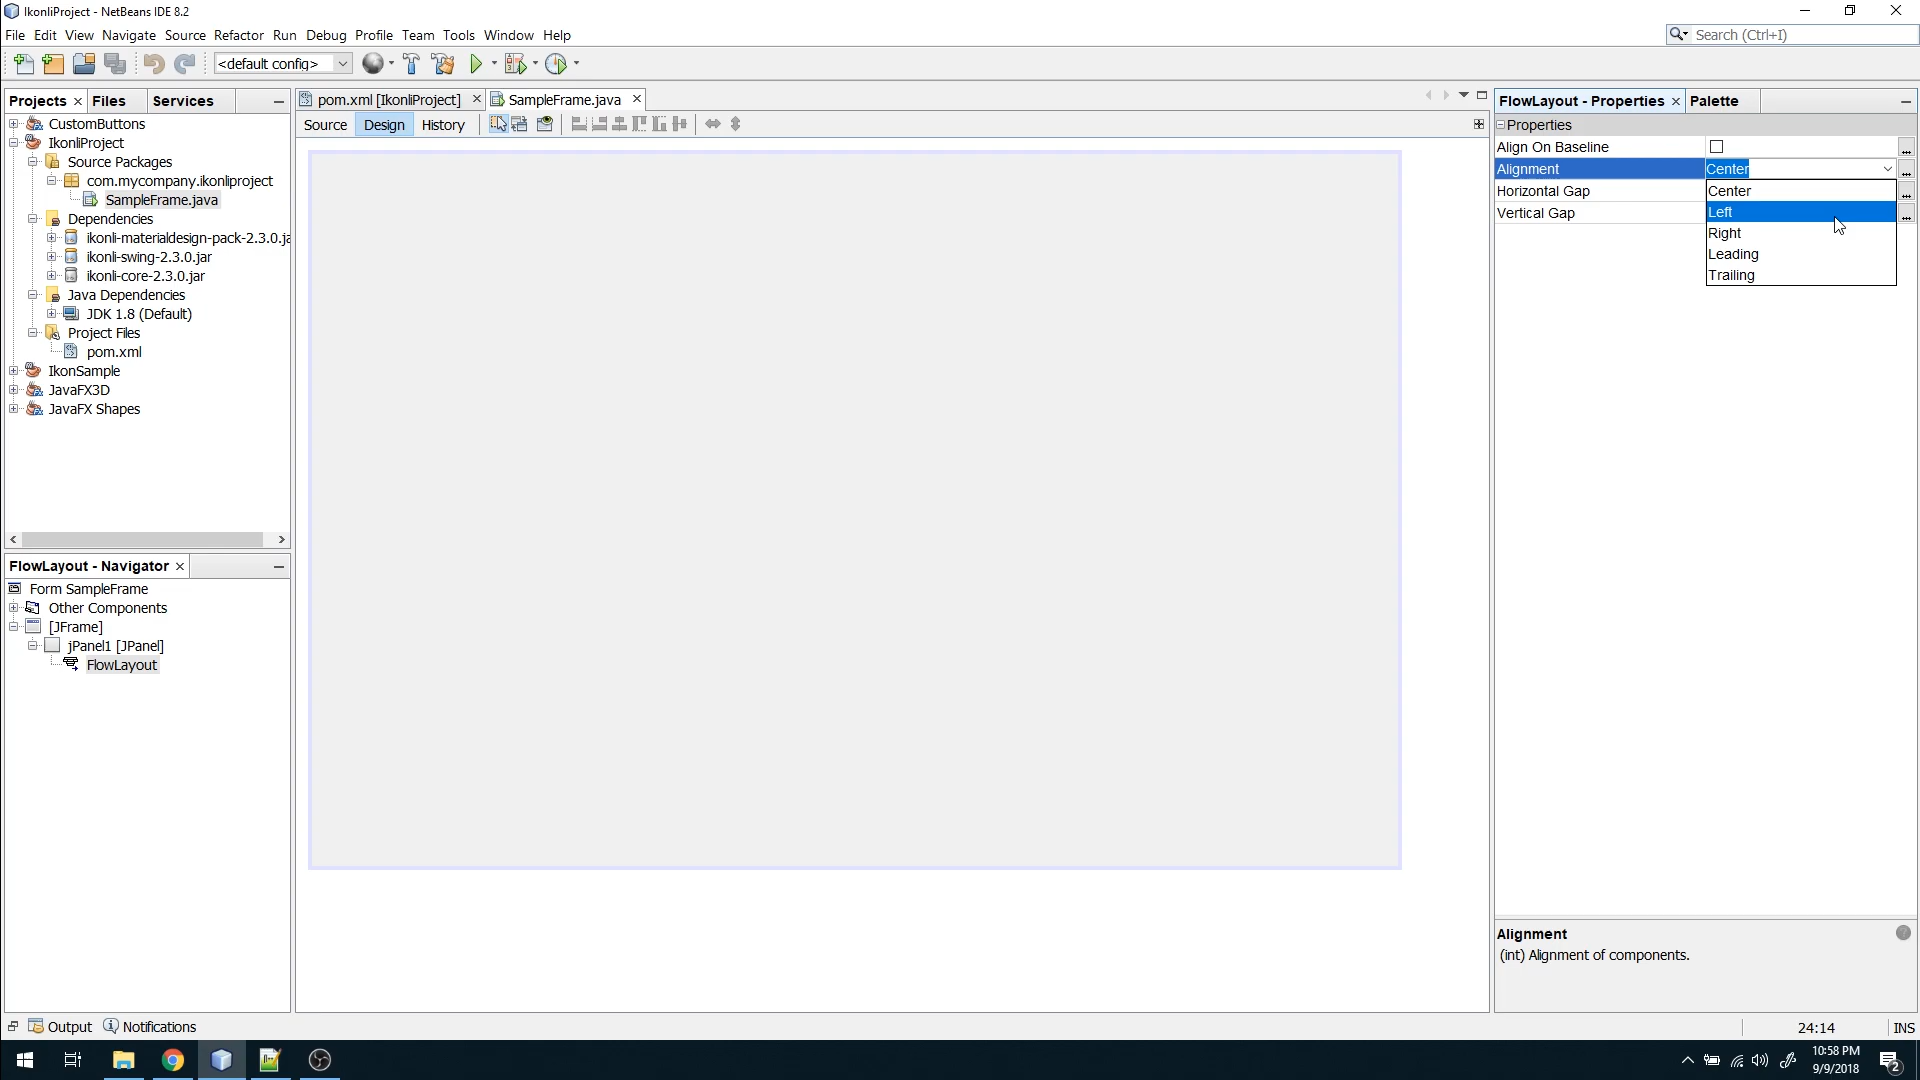 IkonliProject - NetBeans IDE 8.2
File Edit View Navigate Source Refactor Run Debug Profile Team Tools Window Help
Search (Ctrl+I)
<default config>
Projects Files Services
CustomButtons
IkonliProject
Source Packages
com.mycompany.ikonliproject
SampleFrame.java
Dependencies
ikonli-materialdesign-pack-2.3.0.ja
ikonli-swing-2.3.0.jar
ikonli-core-2.3.0.jar
Java Dependencies
JDK 1.8 (Default)
Project Files
pom.xml
IkonSample
JavaFX3D
JavaFX Shapes
FlowLayout - Navigator
Form SampleFrame
Other Components
[JFrame]
jPanel1 [JPanel]
FlowLayout
pom.xml [IkonliProject] SampleFrame.java
Source Design History
FlowLayout - Properties Palette
Properties
Align On Baseline ...
Alignment Center ...
Horizontal Gap ...
Vertical Gap ...
Center
Left
Right
Leading
Trailing
Alignment
(int) Alignment of components.
Output Notifications
24:14 INS
10:58 PM
9/9/2018
2